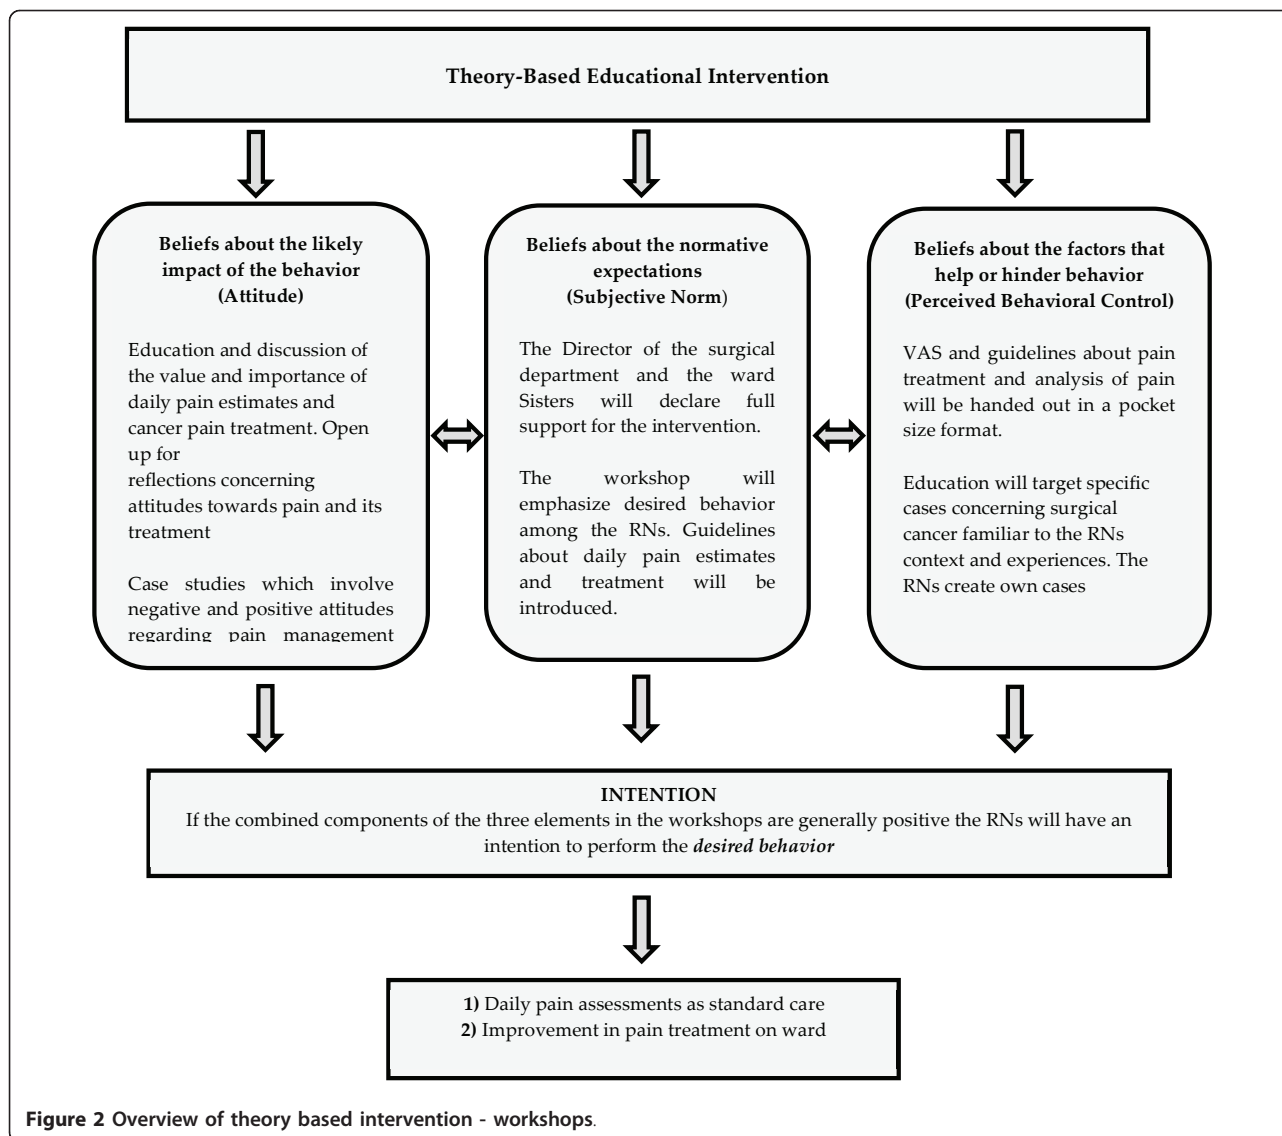 Theory-Based Educational Intervention
Beliefs about the likely
impact of the behavior
(Attitude)
Education and discussion of
the value and importance of
daily pain estimates and
cancer pain treatment. Open
up for
reflections concerning
attitudes towards pain and its
treatment
Case studies which involve
negative and positive attitudes
regarding pain management
Beliefs about the normative
expectations
(Subjective Norm)
The Director of the surgical
department and the ward
Sisters will declare full
support for the intervention.
The workshop will
emphasize desired behavior
among the RNs. Guidelines
about daily pain estimates
and treatment will be
introduced.
Beliefs about the factors that
help or hinder behavior
(Perceived Behavioral Control)
VAS and guidelines about pain
treatment and analysis of pain
will be handed out in a pocket
size format.
Education will target specific
cases concerning surgical
cancer familiar to the RNs
context and experiences. The
RNs create own cases
INTENTION
If the combined components of the three elements in the workshops are generally positive the RNs will have an
intention to perform the desired behavior
1) Daily pain assessments as standard care
2) Improvement in pain treatment on ward
Figure 2 Overview of theory based intervention - workshops.